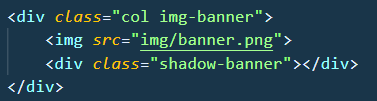 <div class="col img-banner">
    <img src="img/banner.png">
    <div class="shadow-banner"></div>
</div>